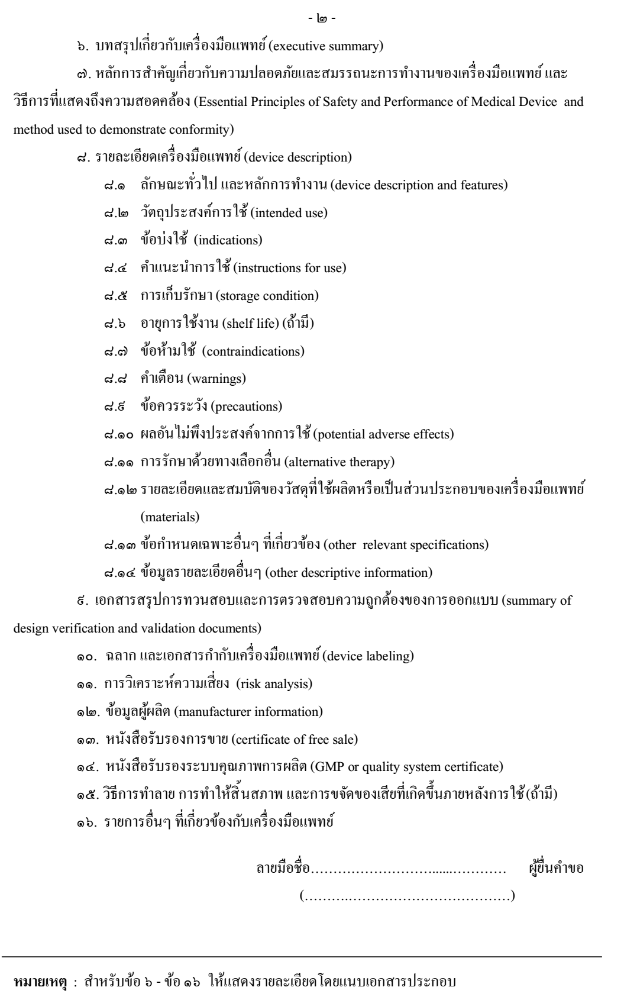 - ๒ -
๖. บทสรุปเกี่ยวกับเครื่องมือแพทย์ (executive summary)
๗. หลักการสำคัญเกี่ยวกับความปลอดภัยและสมรรถนะการทำงานของเครื่องมือแพทย์ และ
วิธีการที่แสดงถึงความสอดคล้อง (Essential Principles of Safety and Performance of Medical Device and
method used to demonstrate conformity)
๘. รายละเอียดเครื่องมือแพทย์ (device description)
๘.๑ ลักษณะทั่วไป และหลักการทำงาน (device description and features)
๘.๒ วัตถุประสงค์การใช้ (intended use)
๘.๓ ข้อบ่งใช้ (indications)
๘.๔ คำแนะนำการใช้ (instructions for use)
๘.๕ การเก็บรักษา (storage condition)
๘.๖ อายุการใช้งาน (shelf life) (ถ้ามี)
๘.๗ ข้อห้ามใช้ (contraindications)
๘.๘ คำเตือน (warnings)
๘.๙ ข้อควรระวัง (precautions)
๘.๑๐ ผลอันไม่พึงประสงค์จากการใช้ (potential adverse effects)
๘.๑๑ การรักษาด้วยทางเลือกอื่น (alternative therapy)
๘.๑๒ รายละเอียดและสมบัติของวัสดุที่ใช้ผลิตหรือเป็นส่วนประกอบของเครื่องมือแพทย์
(materials)
๘.๑๓ ข้อกำหนดเฉพาะอื่นๆ ที่เกี่ยวข้อง (other relevant specifications)
๘.๑๔ ข้อมูลรายละเอียดอื่นๆ (other descriptive information)
๙. เอกสารสรุปการทวนสอบและการตรวจสอบความถูกต้องของการออกแบบ (summary of
design verification and validation documents)
๑๐. ฉลาก และเอกสารกำกับเครื่องมือแพทย์ (device labeling)
๑๑. การวิเคราะห์ความเสี่ยง (risk analysis)
๑๒. ข้อมูลผู้ผลิต (manufacturer information)
๑๓. หนังสือรับรองการขาย (certificate of free sale)
๑๔. หนังสือรับรองระบบคุณภาพการผลิต (GMP or quality system certificate)
๑๕. วิธีการทำลาย การทำให้สิ้นสภาพ และการขจัดของเสียที่เกิดขึ้นภายหลังการใช้ (ถ้ามี)
๑๖. รายการอื่นๆ ที่เกี่ยวข้องกับเครื่องมือแพทย์
ลายมือชื่อ………………………......………… ผู้ยื่นคำขอ
(……….………………………………)
หมายเหตุ : สำหรับข้อ ๖ - ข้อ ๑๖ ให้แสดงรายละเอียดโดยแนบเอกสารประกอบ